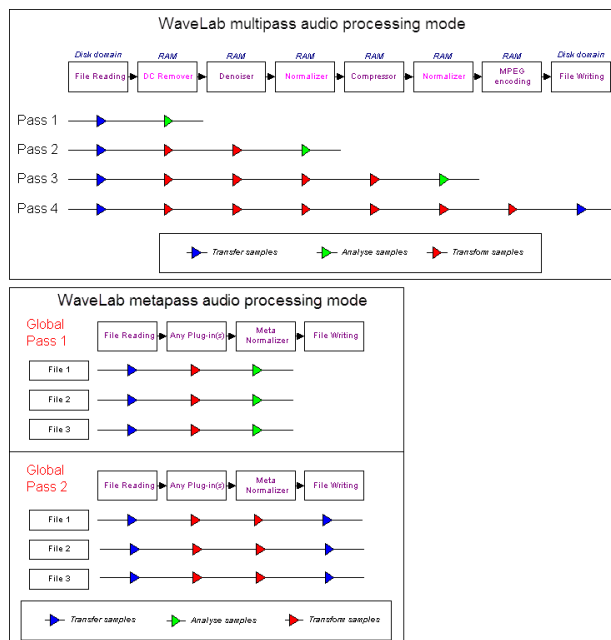 WaveLab multipass audio processing mode
Disk domain RAM RAM RAM RAM RAM RAM Disk domain
File Reading DC Remover Denoiser Normalizer Compressor Normalizer MPEG encoding File Writing
Pass 1
Pass 2
Pass 3
Pass 4
Transfer samples Analyse samples Transform samples
WaveLab metapass audio processing mode
Global Pass 1
File Reading Any Plug-in(s) Meta Normalizer File Writing
File 1
File 2
File 3
Global Pass 2
File Reading Any Plug-in(s) Meta Normalizer File Writing
File 1
File 2
File 3
Transfer samples Analyse samples Transform samples